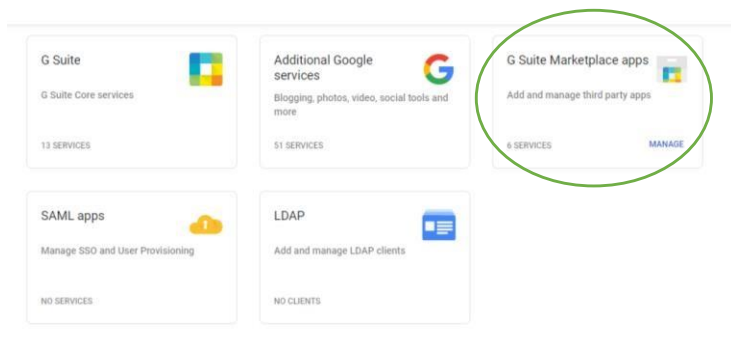 G Suite
G Suite Core services
13 SERVICES
Additional Google
services
Blogging, photos, video, social tools and
more
51 SERVICES
G Suite Marketplace apps
Add and manage third party apps
6 SERVICES MANAGE
SAML apps
Manage SSO and User Provisioning
NO SERVICES
LDAP
Add and manage LDAP clients
NO CLIENTS